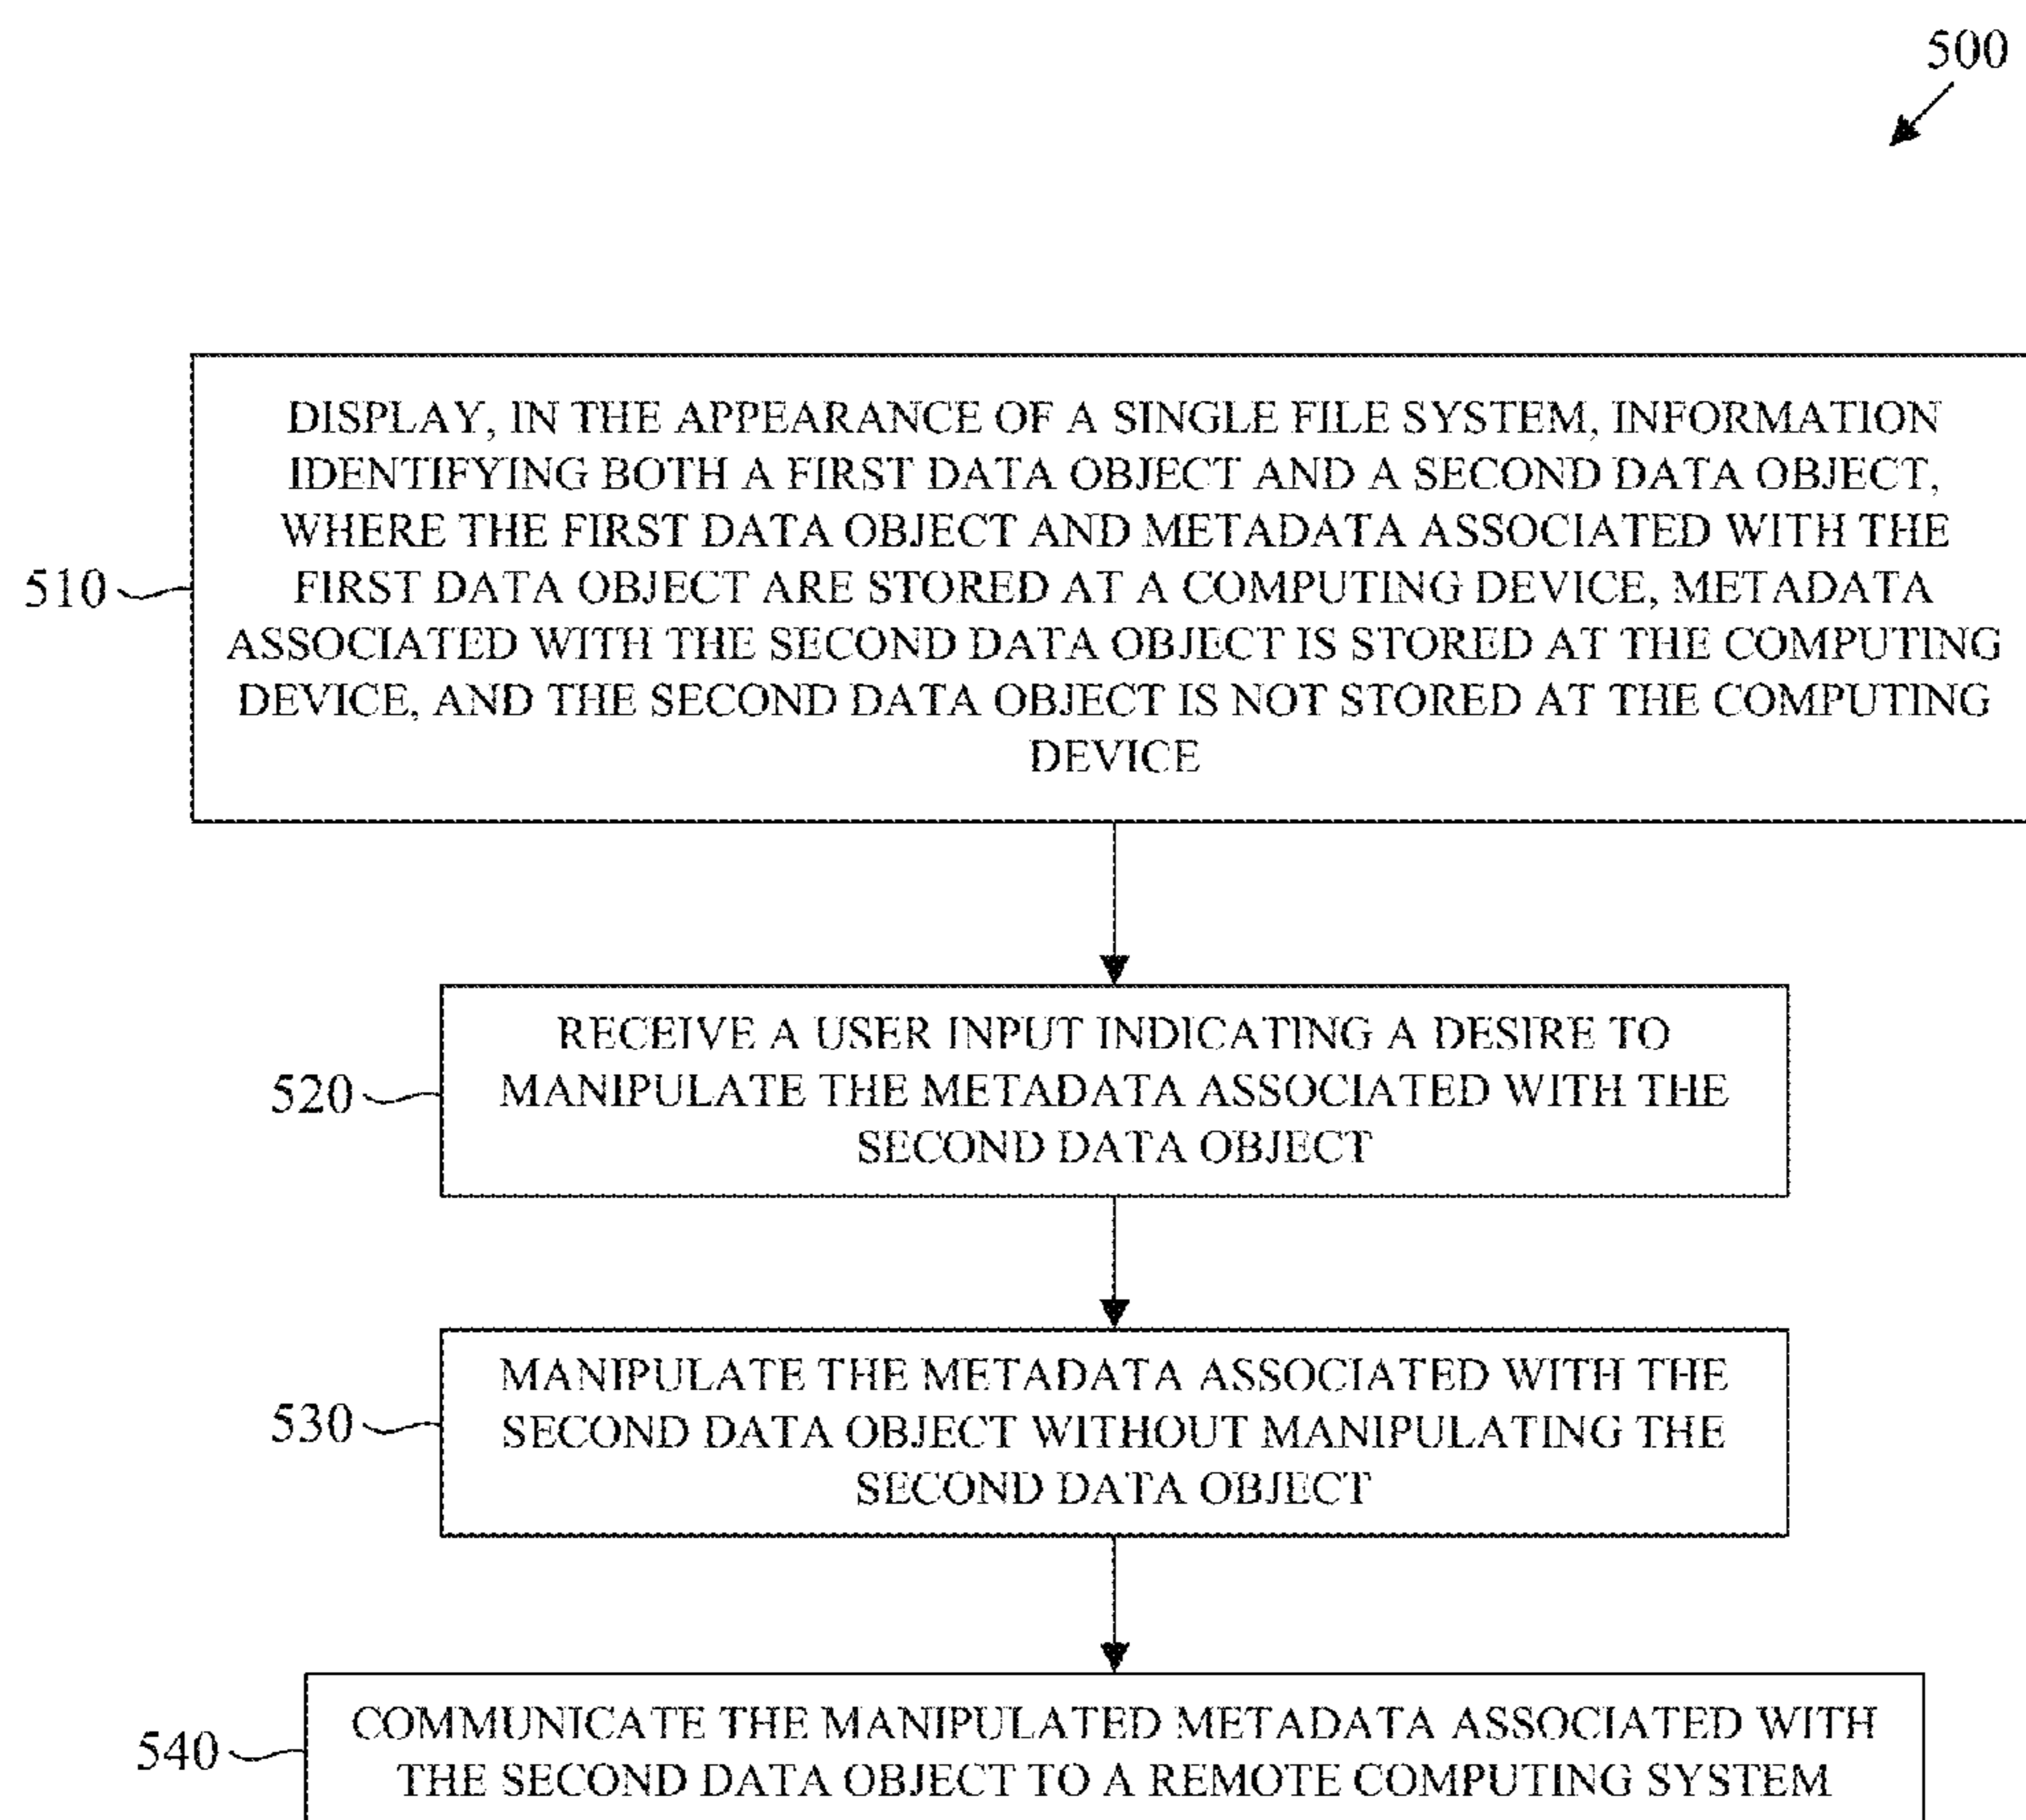 500
DISPLAY, IN THE APPEARANCE OF A SINGLE FILE SYSTEM, INFORMATION
IDENTIFYING BOTH A FIRST DATA OBJECT AND A SECOND DATA OBJECT,
WHERE THE FIRST DATA OBJECT AND METADATA ASSOCIATED WITH THE
FIRST DATA OBJECT ARE STORED AT A COMPUTING DEVICE, METADATA
ASSOCIATED WITH THE SECOND DATA OBJECT IS STORED AT THE COMPUTING
DEVICE, AND THE SECOND DATA OBJECT IS NOT STORED AT THE COMPUTING
DEVICE
510
RECEIVE A USER INPUT INDICATING A DESIRE TO
MANIPULATE THE METADATA ASSOCIATED WITH THE
SECOND DATA OBJECT
520
MANIPULATE THE METADATA ASSOCIATED WITH THE
SECOND DATA OBJECT WITHOUT MANIPULATING THE
SECOND DATA OBJECT
530
COMMUNICATE THE MANIPULATED METADATA ASSOCIATED WITH
THE SECOND DATA OBJECT TO A REMOTE COMPUTING SYSTEM
540